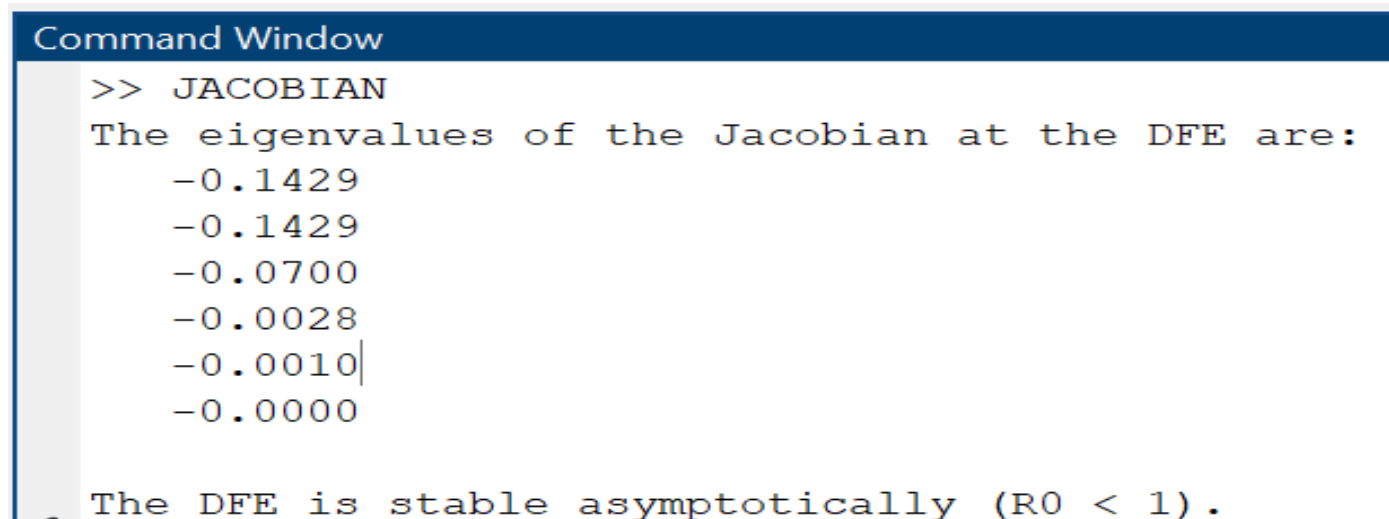 Command Window
>> JACOBIAN
The eigenvalues of the Jacobian at the DFE are:
-0.1429
-0.1429
-0.0700
-0.0028
-0.0010
-0.0000
The DFE is stable asymptotically (R0 < 1).